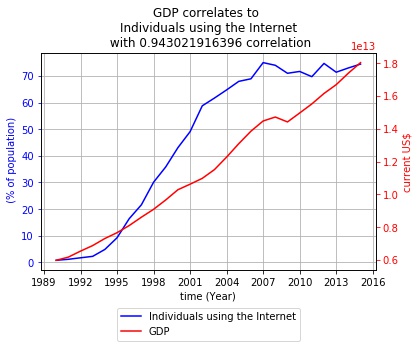 GDP correlates to
Individuals using the Internet
with 0.943021916396 correlation
1e13
(% of population)
70
60
50
40
30
20
10
0
current US$
1.8
1.6
1.4
1.2
1.0
0.8
0.6
1989 1992 1995 1998 2001 2004 2007 2010 2013 2016
time (Year)
Individuals using the Internet
GDP